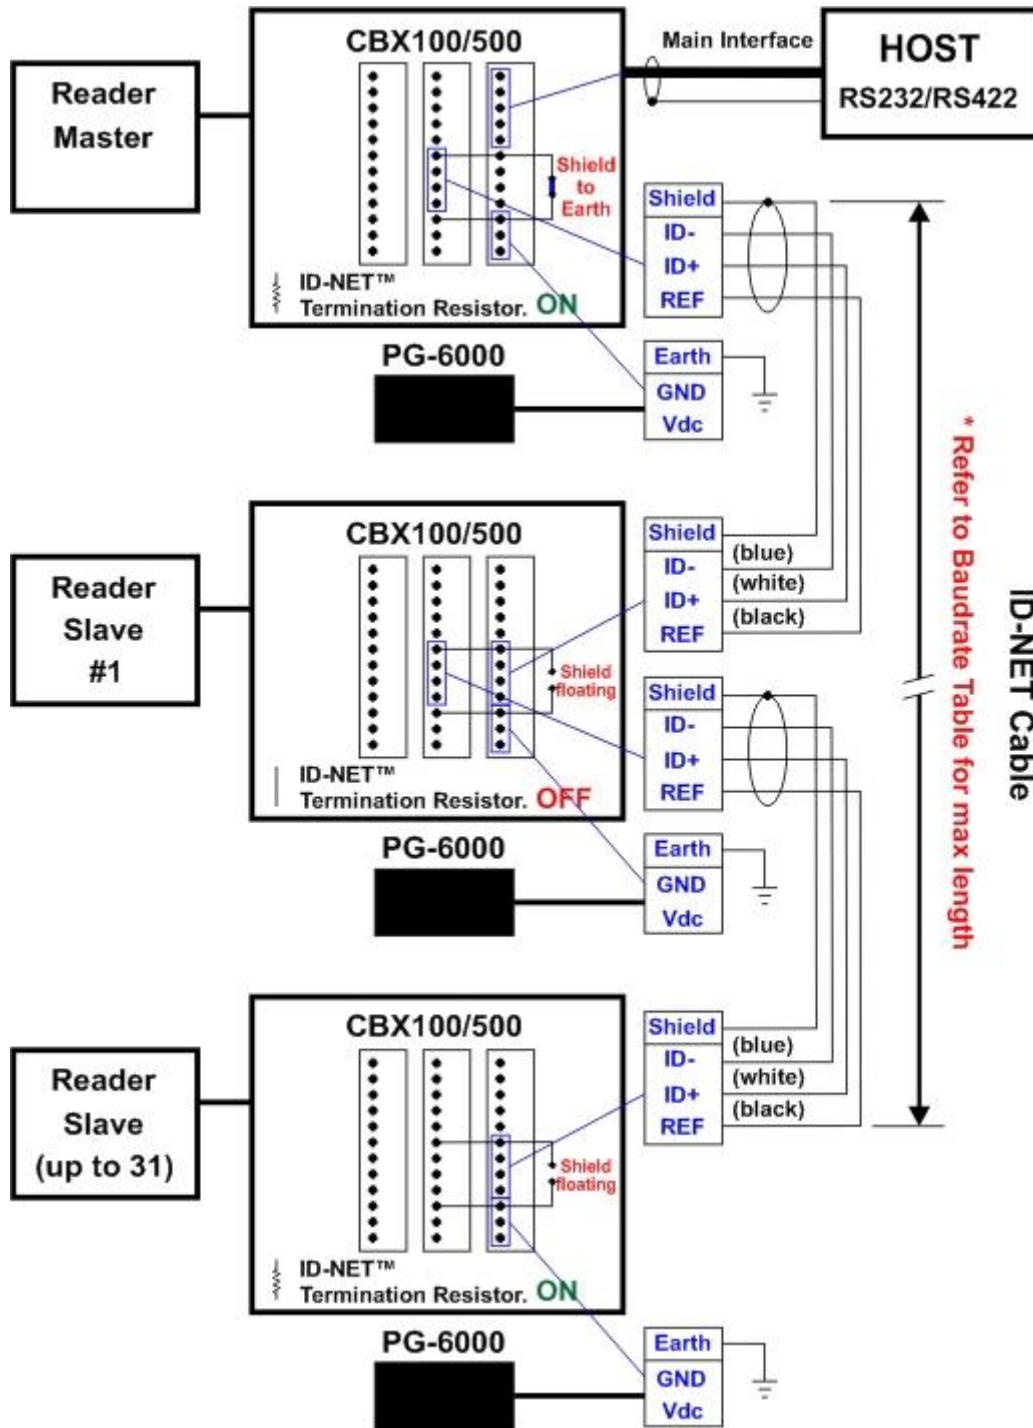 CBX100/500
Main Interface
HOST
RS232/RS422
Reader
Master
Shield
to
Earth
ID-NET™
Termination Resistor. ON
Shield
ID-
ID+
REF
PG-6000
Earth
GND
Vdc
CBX100/500
Reader
Slave
#1
Shield
floating
ID-NET™
Termination Resistor. OFF
Shield
ID-
ID+
REF
(blue)
(white)
(black)
Shield
ID-
ID+
REF
PG-6000
Earth
GND
Vdc
* Refer to Baudrate Table for max length
ID-NET Cable
CBX100/500
Reader
Slave
(up to 31)
Shield
floating
ID-NET™
Termination Resistor. ON
Shield
ID-
ID+
REF
(blue)
(white)
(black)
PG-6000
Earth
GND
Vdc